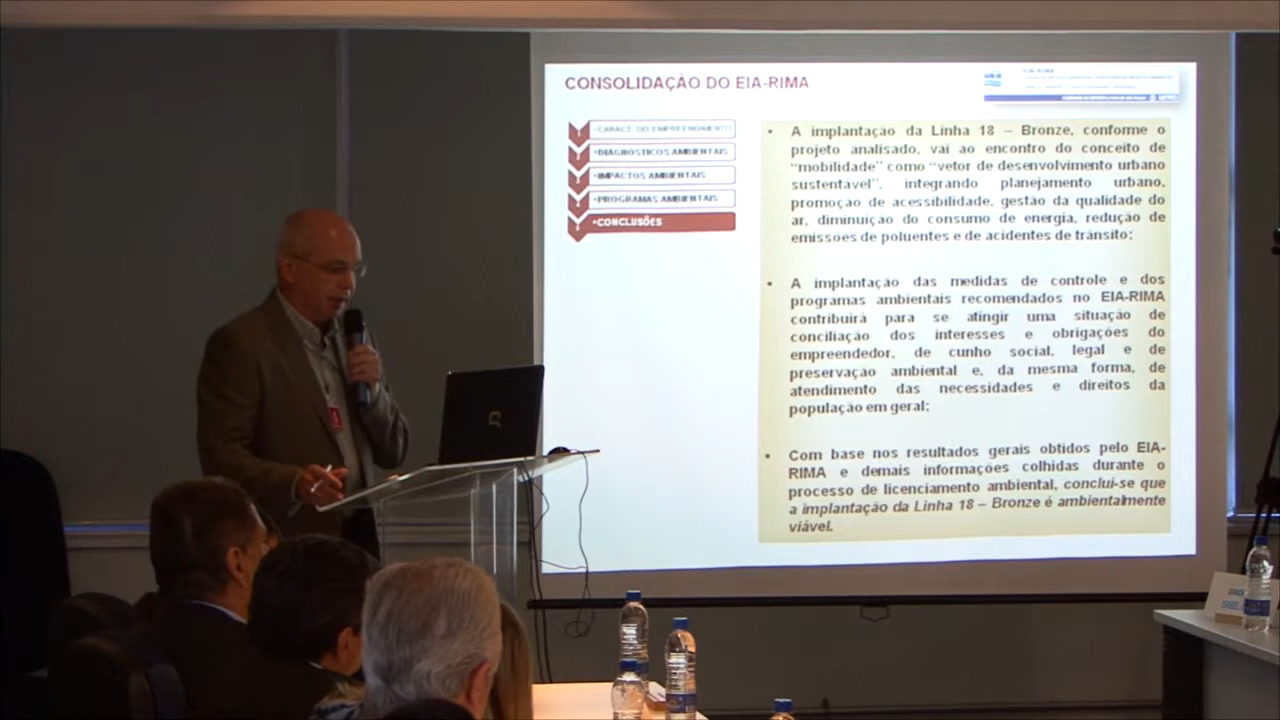 CONSOLIDAÇÃO DO EIA-RIMA
EIA-RIMA
•CARACT. DO EMPREENDIMENTO
•DIAGNÓSTICOS AMBIENTAIS
•IMPACTOS AMBIENTAIS
•PROGRAMAS AMBIENTAIS
•CONCLUSÕES
• A implantação da Linha 18 – Bronze, conforme o
projeto analisado, vai ao encontro do conceito de
“mobilidade” como “vetor de desenvolvimento urbano
sustentavel”, integrando planejamento urbano,
promoção de acessibilidade, gestão da qualidade do
ar, diminuição do consumo de energia, redução de
emissões de poluentes e de acidentes de trânsito;
• A implantação das medidas de controle e dos
programas ambientais recomendados no EIA-RIMA
contribuirá para se atingir uma situação de
conciliação dos interesses e obrigações do
empreendedor, de cunho social, legal e de
preservação ambiental e, da mesma forma, de
atendimento das necessidades e direitos da
população em geral;
• Com base nos resultados gerais obtidos pelo EIA-
RIMA e demais informações colhidas durante o
processo de licenciamento ambiental, conclui-se que
a implantação da Linha 18 – Bronze é ambientalmente
viável.